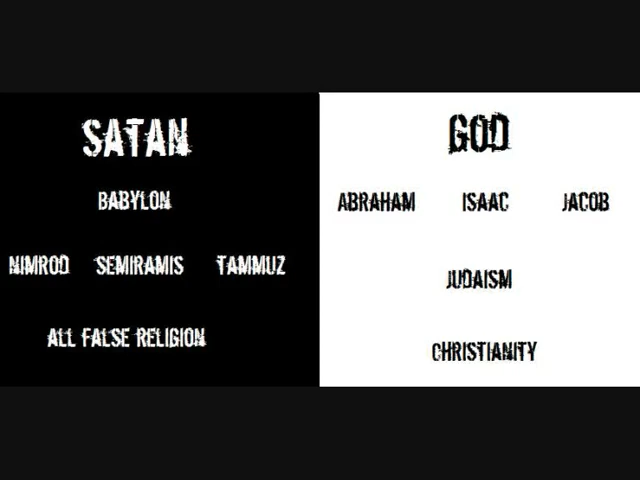 SATAN
BABYLON
NIMROD SEMIRAMIS TAMMUZ
ALL FALSE RELIGION
GOD
ABRAHAM ISAAC JACOB
JUDAISM
CHRISTIANITY